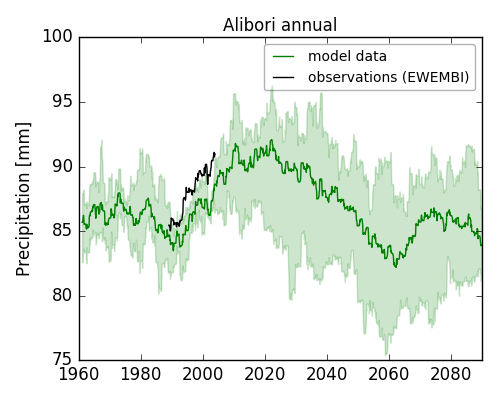 Alibori annual
model data
observations (EWEMBI)
Precipitation [mm]
100
95
90
85
80
75
1960 1980 2000 2020 2040 2060 2080